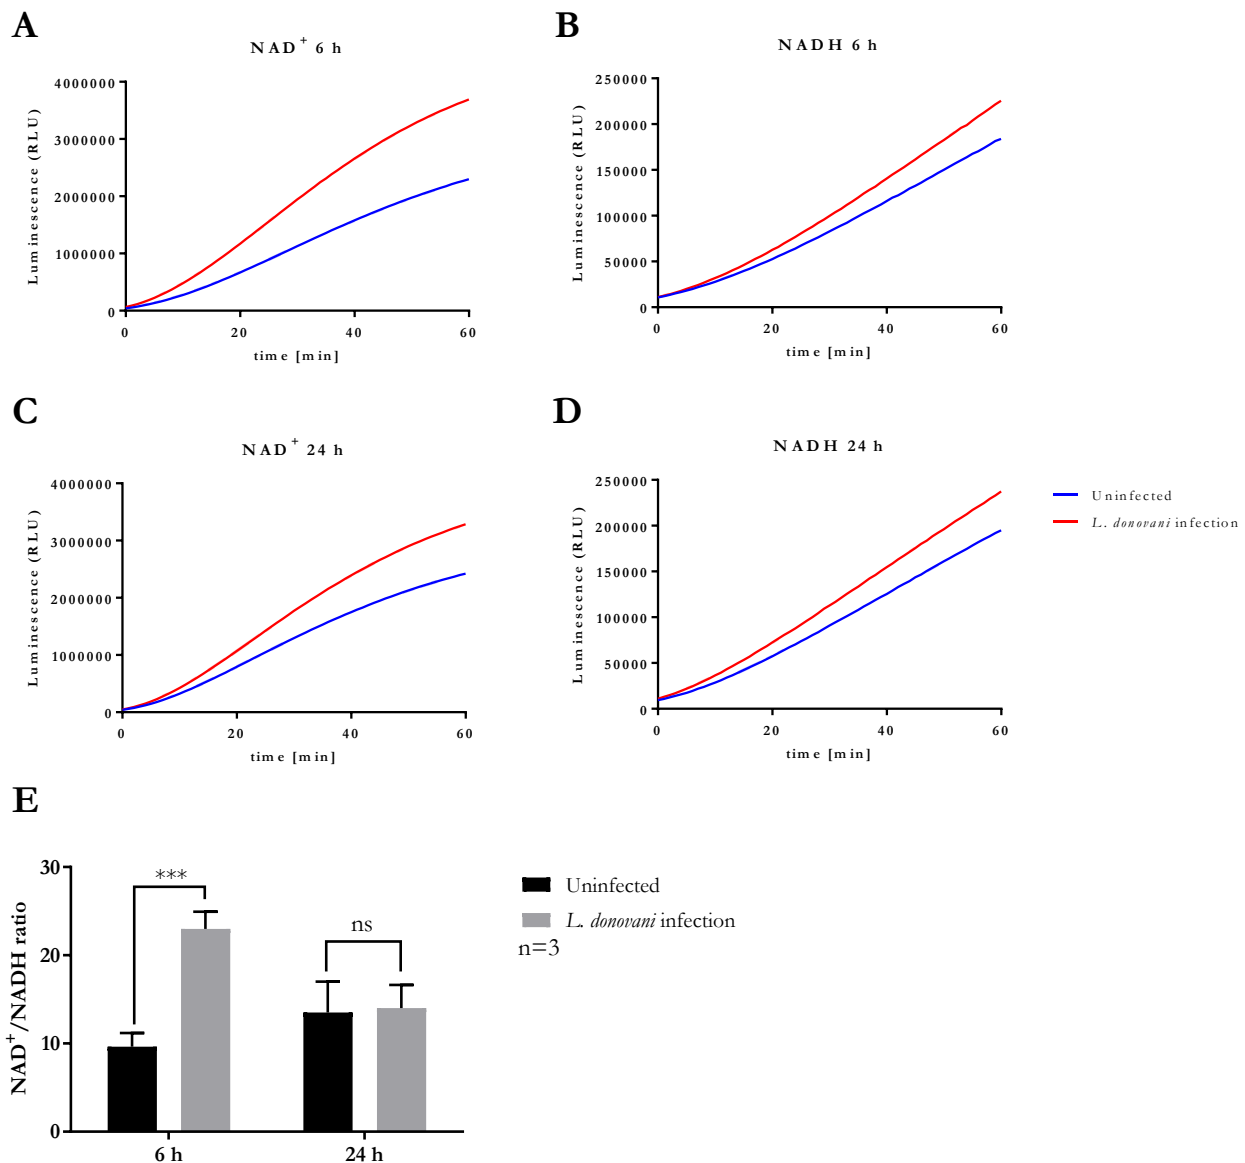 A
NAD+ 6 h
Luminescence (RLU)
4000000
3000000
2000000
1000000
0
0 20 40 60
time [min]
B
NADH 6 h
Luminescence (RLU)
250000
200000
150000
100000
50000
0
0 20 40 60
time [min]
C
NAD+ 24 h
Luminescence (RLU)
4000000
3000000
2000000
1000000
0
0 20 40 60
time [min]
D
NADH 24 h
Luminescence (RLU)
250000
200000
150000
100000
50000
0
0 20 40 60
time [min]
Uninfected
L. donovani infection
E
NAD+/NADH ratio
30
20
10
0
***
ns
6 h 24 h
Uninfected
L. donovani infection
n=3